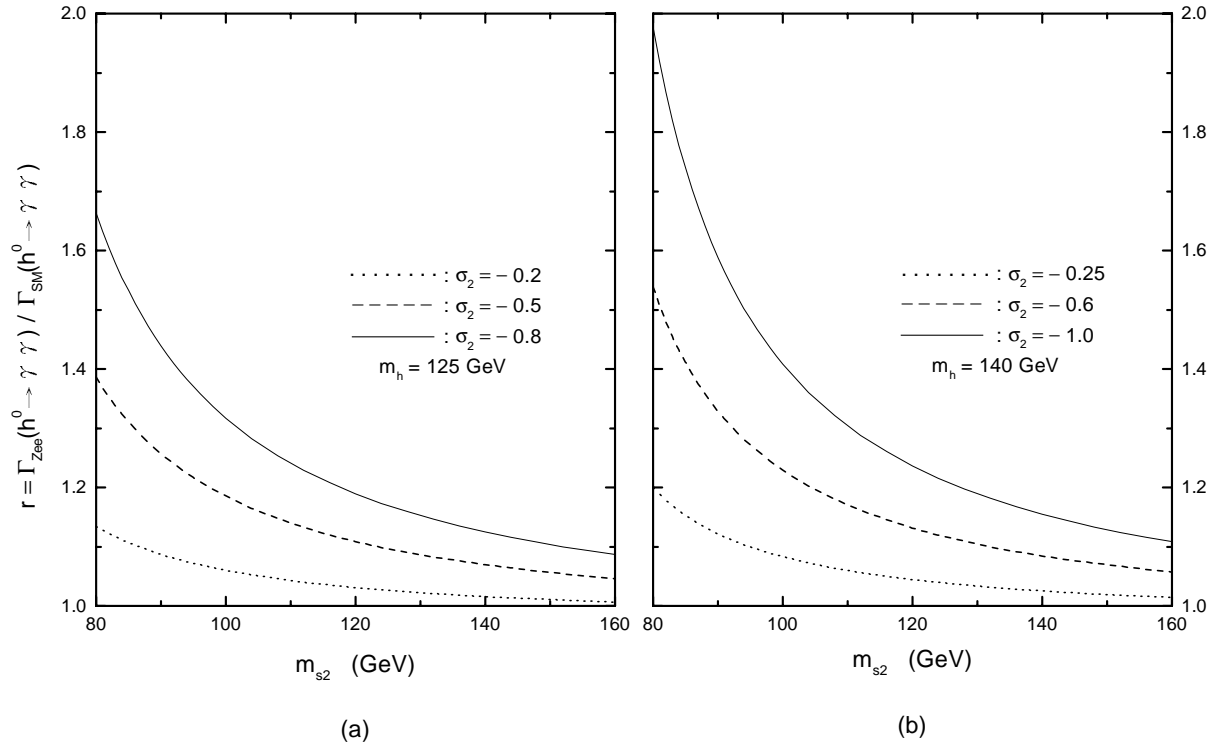 r = Γ_Zee(h⁰→ γ γ) / Γ_SM(h⁰→ γ γ)
2.0
1.8
1.6
1.4
1.2
1.0
: σ₂ = − 0.2
: σ₂ = − 0.5
: σ₂ = − 0.8
m_h = 125 GeV
80
100
120
140
160
m_s2 (GeV)
(a)
: σ₂ = − 0.25
: σ₂ = − 0.6
: σ₂ = − 1.0
m_h = 140 GeV
80
100
120
140
160
2.0
1.8
1.6
1.4
1.2
1.0
m_s2 (GeV)
(b)